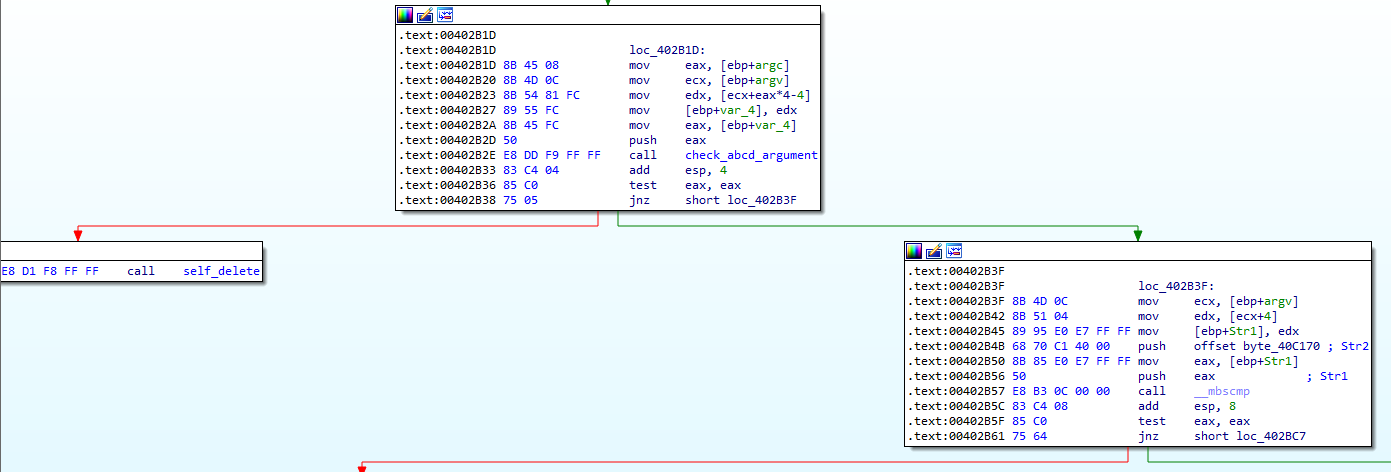 .text:00402B1D
.text:00402B1D loc_402B1D:
.text:00402B1D 8B 45 08 mov eax, [ebp+argc]
.text:00402B20 8B 4D 0C mov ecx, [ebp+argv]
.text:00402B23 8B 54 81 FC mov edx, [ecx+eax*4-4]
.text:00402B27 89 55 FC mov [ebp+var_4], edx
.text:00402B2A 8B 45 FC mov eax, [ebp+var_4]
.text:00402B2D 50 push eax
.text:00402B2E E8 DD F9 FF FF call check_abcd_argument
.text:00402B33 83 C4 04 add esp, 4
.text:00402B36 85 C0 test eax, eax
.text:00402B38 75 05 jnz short loc_402B3F
E8 D1 F8 FF FF call self_delete
.text:00402B3F
.text:00402B3F loc_402B3F:
.text:00402B3F 8B 4D 0C mov ecx, [ebp+argv]
.text:00402B42 8B 51 04 mov edx, [ecx+4]
.text:00402B45 89 95 E0 E7 FF FF mov [ebp+Str1], edx
.text:00402B4B 68 70 C1 40 00 push offset byte_40C170 ; Str2
.text:00402B50 8B 85 E0 E7 FF FF mov eax, [ebp+Str1]
.text:00402B56 50 push eax ; Str1
.text:00402B57 E8 B3 0C 00 00 call __mbscmp
.text:00402B5C 83 C4 08 add esp, 8
.text:00402B5F 85 C0 test eax, eax
.text:00402B61 75 64 jnz short loc_402BC7